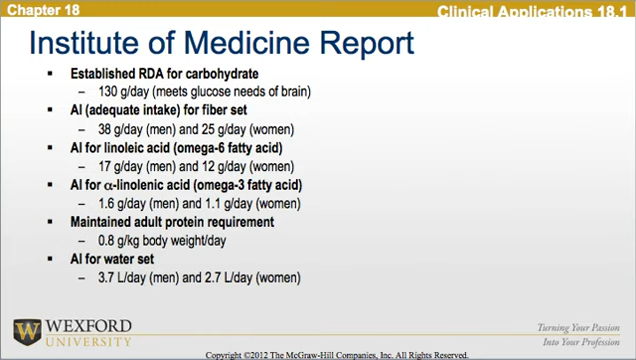 Chapter 18
Clinical Applications 18.1
Institute of Medicine Report
▪ Established RDA for carbohydrate
– 130 g/day (meets glucose needs of brain)
▪ AI (adequate intake) for fiber set
– 38 g/day (men) and 25 g/day (women)
▪ AI for linoleic acid (omega-6 fatty acid)
– 17 g/day (men) and 12 g/day (women)
▪ AI for α-linolenic acid (omega-3 fatty acid)
– 1.6 g/day (men) and 1.1 g/day (women)
▪ Maintained adult protein requirement
– 0.8 g/kg body weight/day
▪ AI for water set
– 3.7 L/day (men) and 2.7 L/day (women)
WEXFORD
UNIVERSITY
Turning Your Passion
Into Your Profession
Copyright ©2012 The McGraw-Hill Companies, Inc. All Rights Reserved.